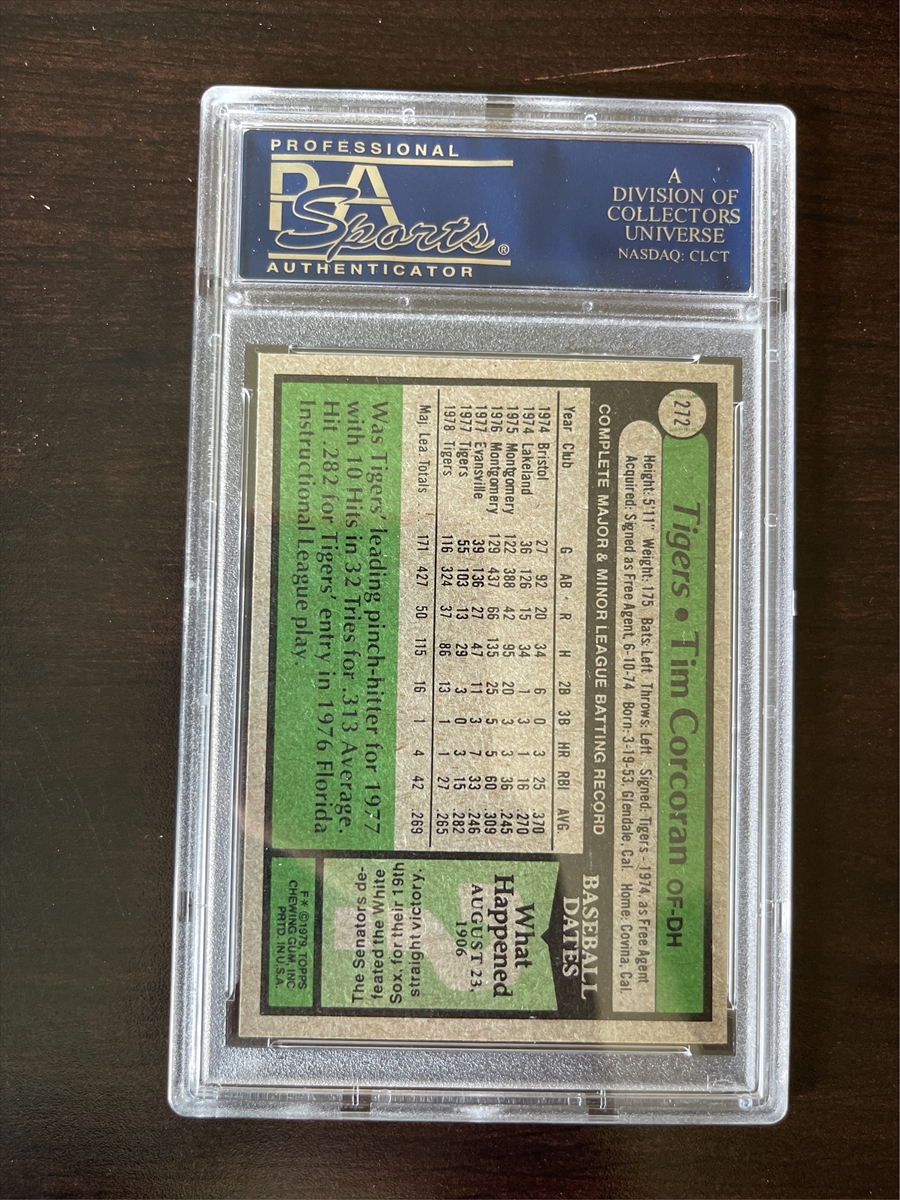 PROFESSIONAL
PSA
Sports®
AUTHENTICATOR
A
DIVISION OF
COLLECTORS
UNIVERSE
NASDAQ: CLCT
272
Tigers • Tim Corcoran OF-DH
Height: 5'11" Weight: 175 Bats: Left Throws: Left Signed: Tigers - 1974, as Free Agent
Acquired: Signed as Free Agent, 6-10-74 Born: 3-19-53, Glendale, Cal. Home: Covina, Cal.
COMPLETE MAJOR & MINOR LEAGUE BATTING RECORD
Year Club G AB R H 2B 3B HR RBI AVG.
1974 Bristol 27 92 20 34 6 0 3 25 .370
1974 Lakeland 36 126 15 34 1 3 1 16 .270
1975 Montgomery 122 388 42 95 20 3 3 36 .245
1976 Montgomery 129 437 66 135 25 5 5 60 .309
1977 Evansville 39 136 27 47 11 3 7 33 .246
1977 Tigers 55 103 13 29 3 0 3 15 .282
1978 Tigers 116 324 37 86 13 1 1 27 .265
Maj. Lea. Totals 171 427 50 115 16 1 4 42 .269
Was Tigers' leading pinch-hitter for 1977
with 10 Hits in 32 Tries for .313 Average.
Hit .282 for Tigers' entry in 1976 Florida
Instructional League play.
BASEBALL
DATES
What
Happened
AUGUST 23,
1906
The Senators de-
feated the White
Sox, for their 19th
straight victory.
F* ©1979, TOPPS
CHEWING GUM, INC
PRTD. IN U.S.A.